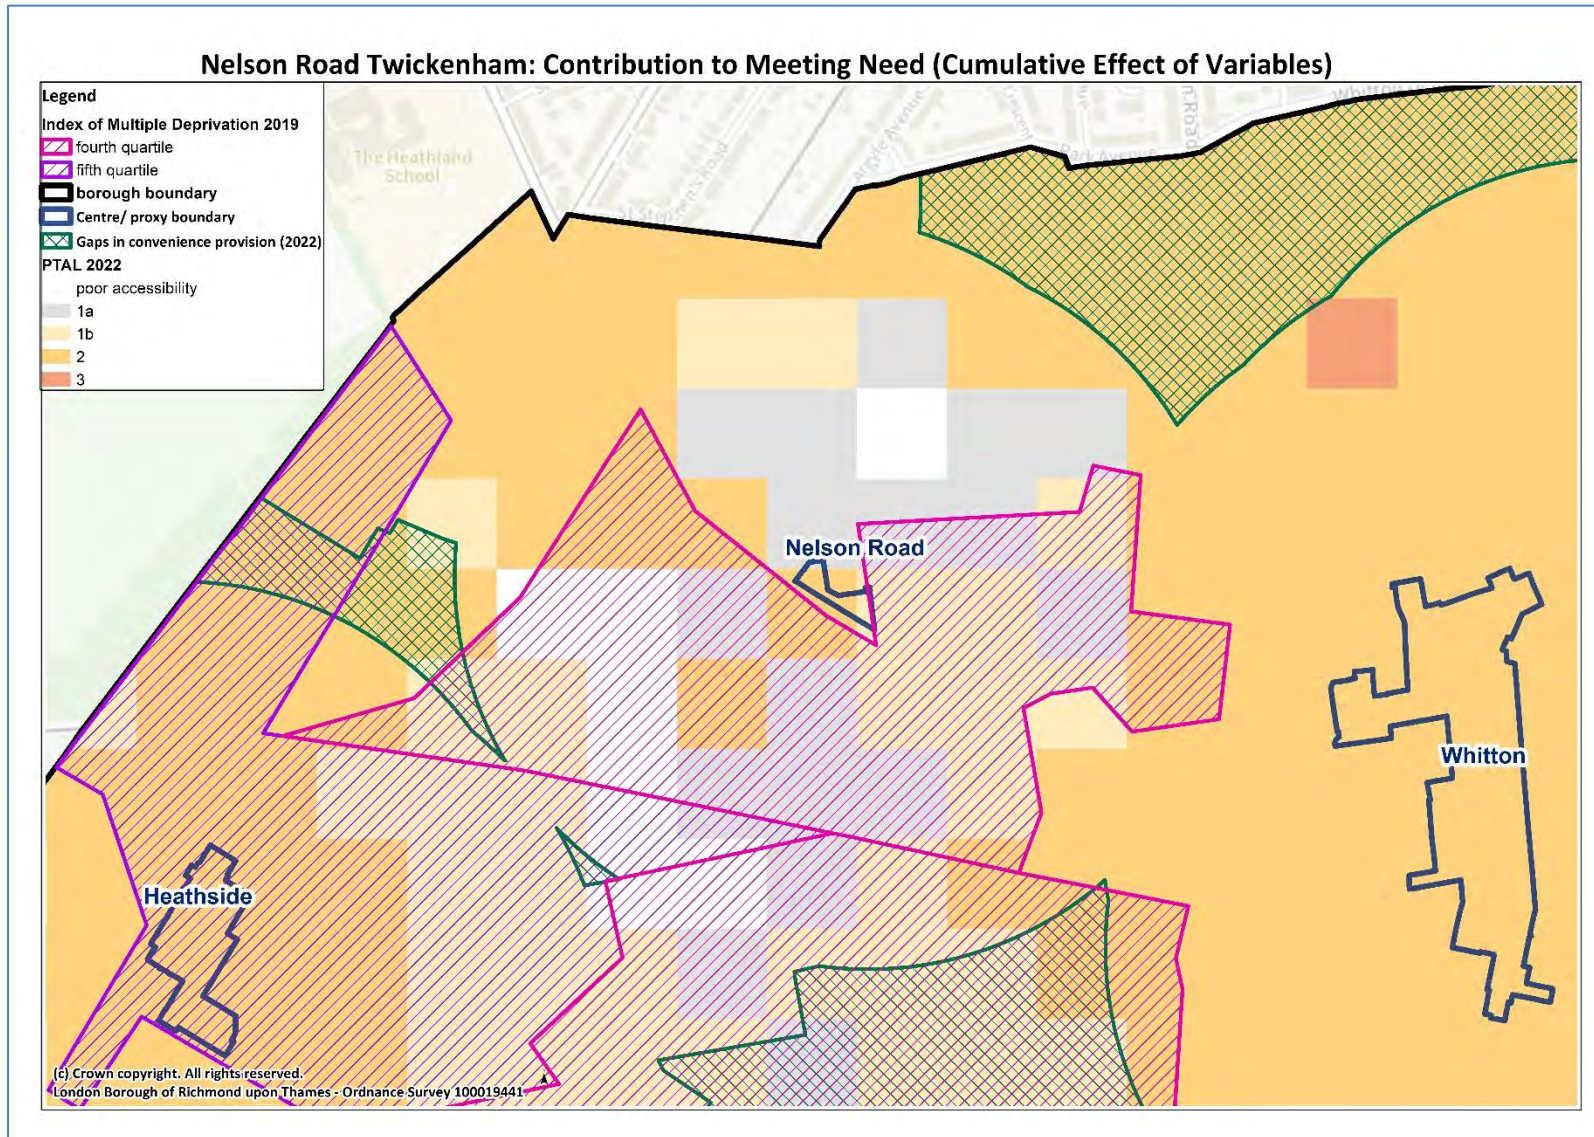 Nelson Road Twickenham: Contribution to Meeting Need (Cumulative Effect of Variables)
Legend
Index of Multiple Deprivation 2019
fourth quartile
fifth quartile
borough boundary
Centre/ proxy boundary
Gaps in convenience provision (2022)
PTAL 2022
poor accessibility
1a
1b
2
3
The Heathland
School
Park Avenue
Nelson Road
Whitton
Heathside
(c) Crown copyright. All rights reserved.
London Borough of Richmond upon Thames - Ordnance Survey 100019441